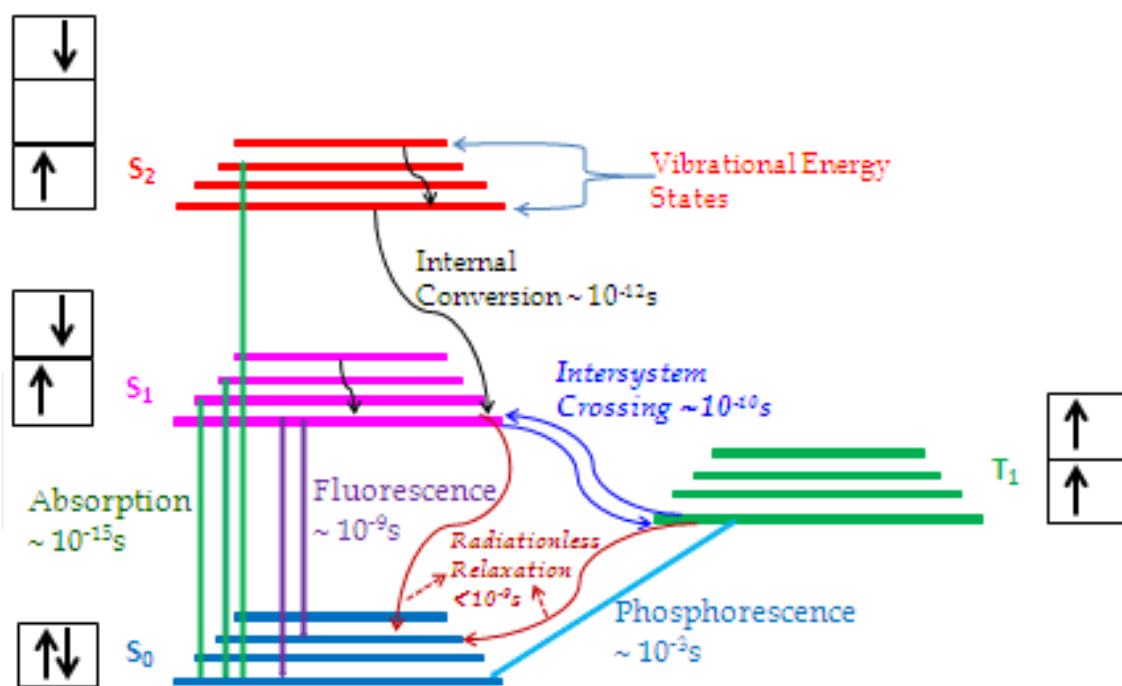 S₂
Vibrational Energy
States
Internal
Conversion ~ 10⁻¹²s
S₁
Intersystem
Crossing ~10⁻¹⁰s
T₁
Absorption
~ 10⁻¹⁵s
Fluorescence
~ 10⁻⁹s
Radiationless
Relaxation
<10⁻⁹s
Phosphorescence
~ 10⁻³s
S₀